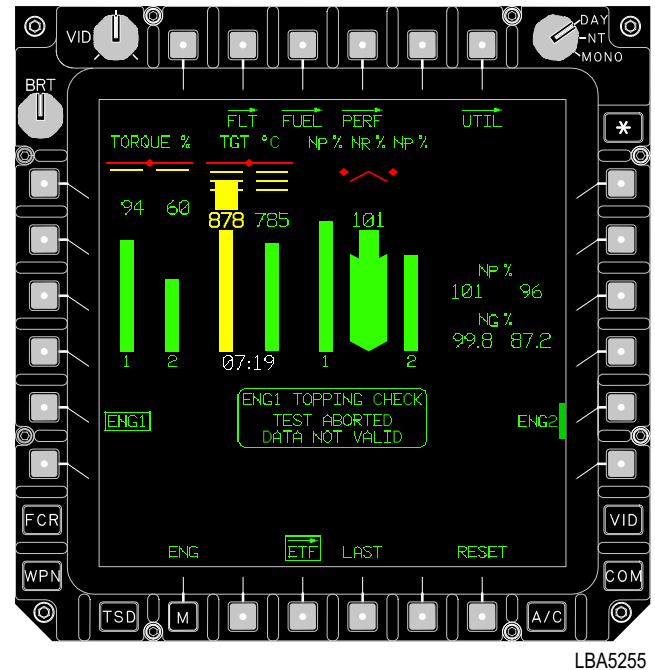 VID
DAY
NT
MONO
BRT
FLT FUEL PERF UTIL
*
TORQUE % TGT °C NP% NR% NP%
94 60 878 785 101
NP%
101 96
NG%
99.8 87.2
1 2 07:19 1 2
ENG1 TOPPING CHECK
TEST ABORTED
DATA NOT VALID
ENG1 ENG2
FCR VID
ENG ETF LAST RESET
WPN COM
TSD M A/C
LBA5255